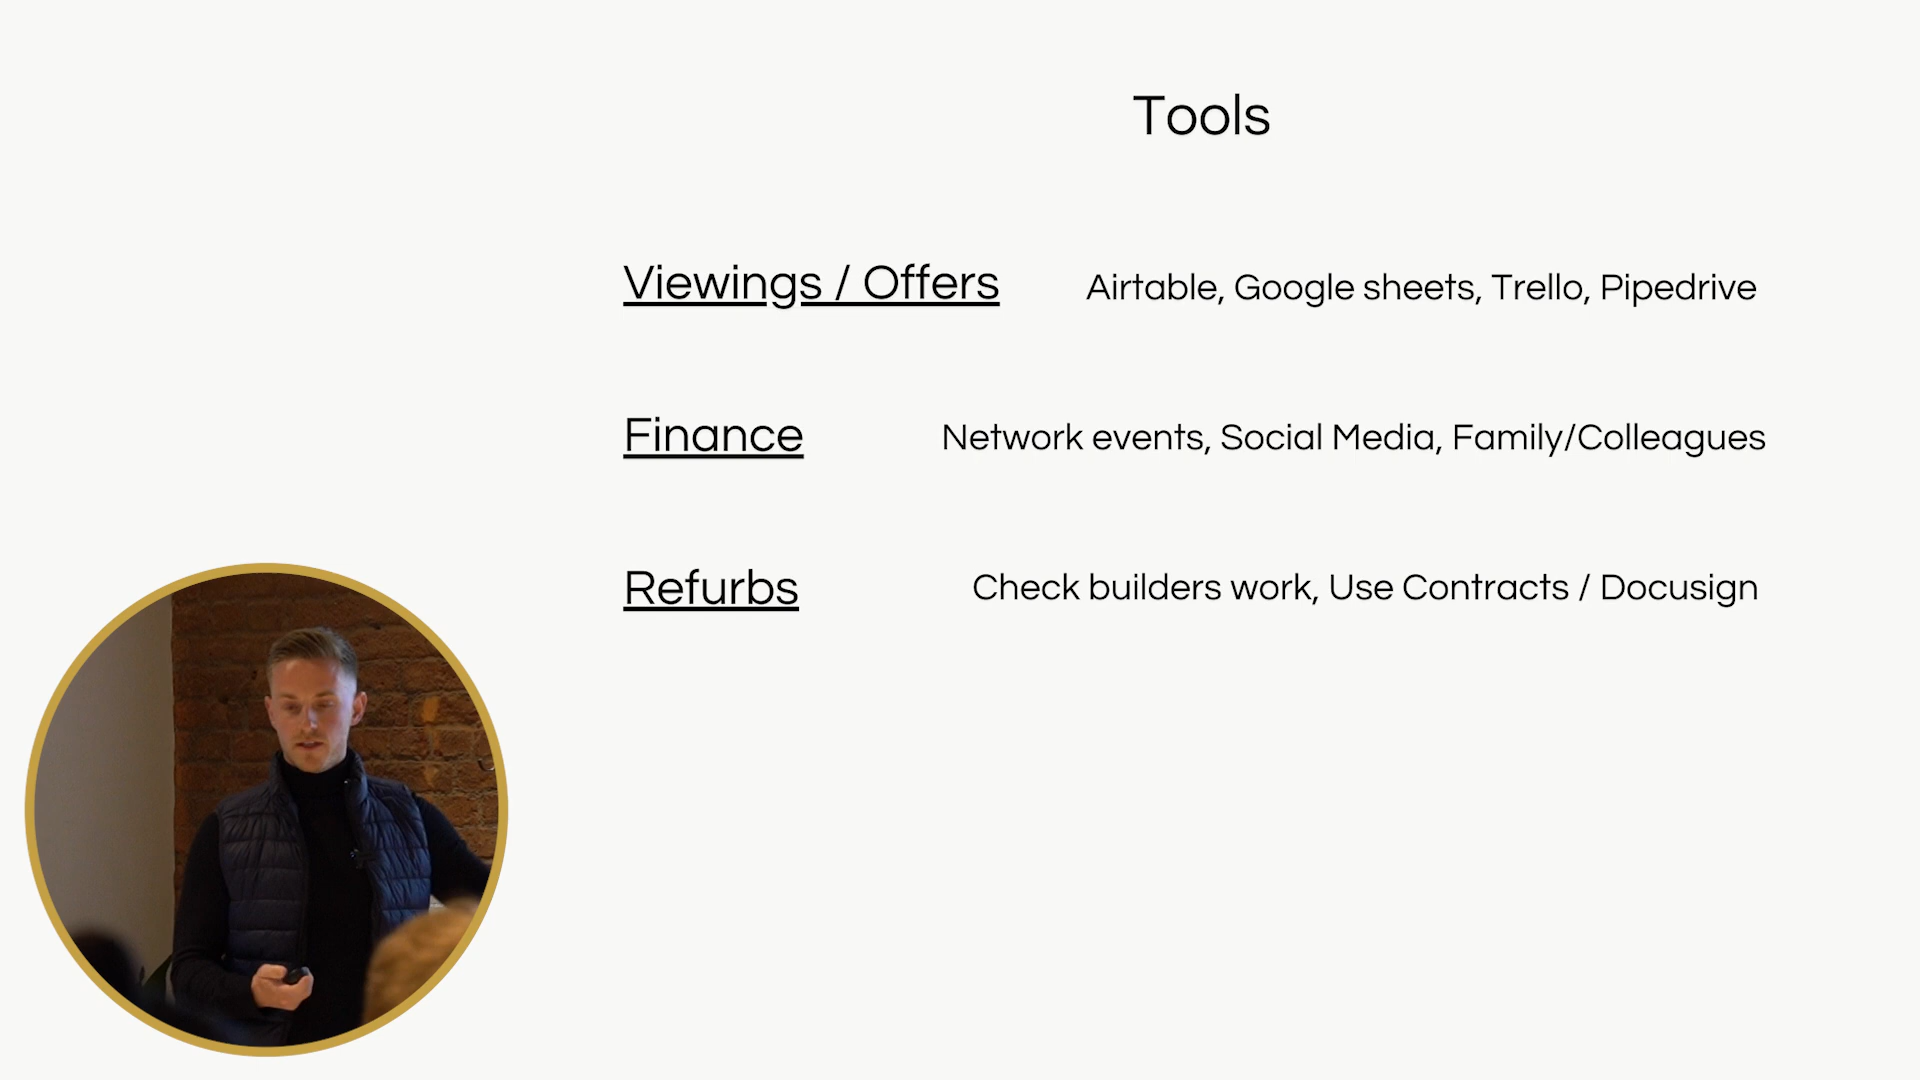 Tools
Viewings / Offers Airtable, Google sheets, Trello, Pipedrive
Finance Network events, Social Media, Family/Colleagues
Refurbs Check builders work, Use Contracts / Docusign